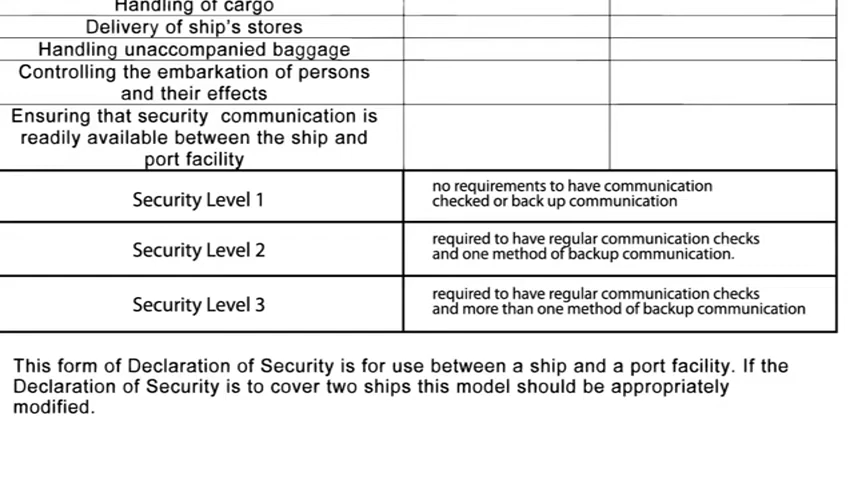 Handling of cargo
Delivery of ship's stores
Handling unaccompanied baggage
Controlling the embarkation of persons
and their effects
Ensuring that security communication is
readily available between the ship and
port facility
Security Level 1
no requirements to have communication
checked or back up communication
Security Level 2
required to have regular communication checks
and one method of backup communication.
Security Level 3
required to have regular communication checks
and more than one method of backup communication
This form of Declaration of Security is for use between a ship and a port facility. If the
Declaration of Security is to cover two ships this model should be appropriately
modified.